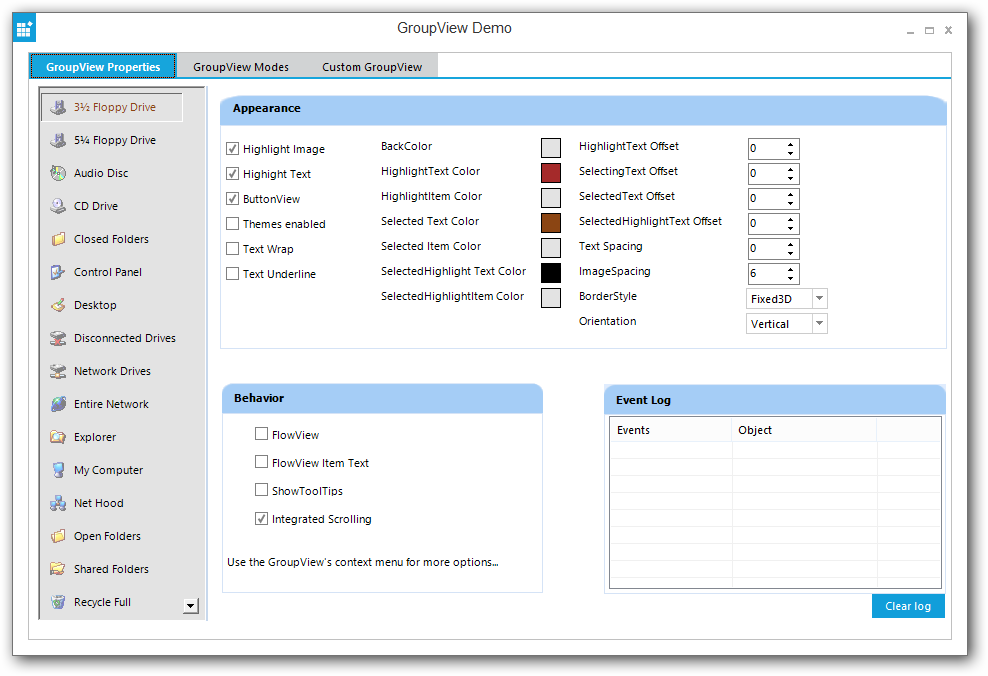 GroupView Demo
GroupView Properties
GroupView Modes
Custom GroupView
3½ Floppy Drive
5¼ Floppy Drive
Audio Disc
CD Drive
Closed Folders
Control Panel
Desktop
Disconnected Drives
Network Drives
Entire Network
Explorer
My Computer
Net Hood
Open Folders
Shared Folders
Recycle Full
Appearance
Highlight Image
Highight Text
ButtonView
Themes enabled
Text Wrap
Text Underline
BackColor
HighlightText Color
HighlightItem Color
Selected Text Color
Selected Item Color
SelectedHighlight Text Color
SelectedHighlightItem Color
HighlightText Offset 0
SelectingText Offset 0
SelectedText Offset 0
SelectedHighlightText Offset 0
Text Spacing 0
ImageSpacing 6
BorderStyle Fixed3D
Orientation Vertical
Behavior
FlowView
FlowView Item Text
ShowToolTips
Integrated Scrolling
Use the GroupView's context menu for more options...
Event Log
Events Object
Clear log